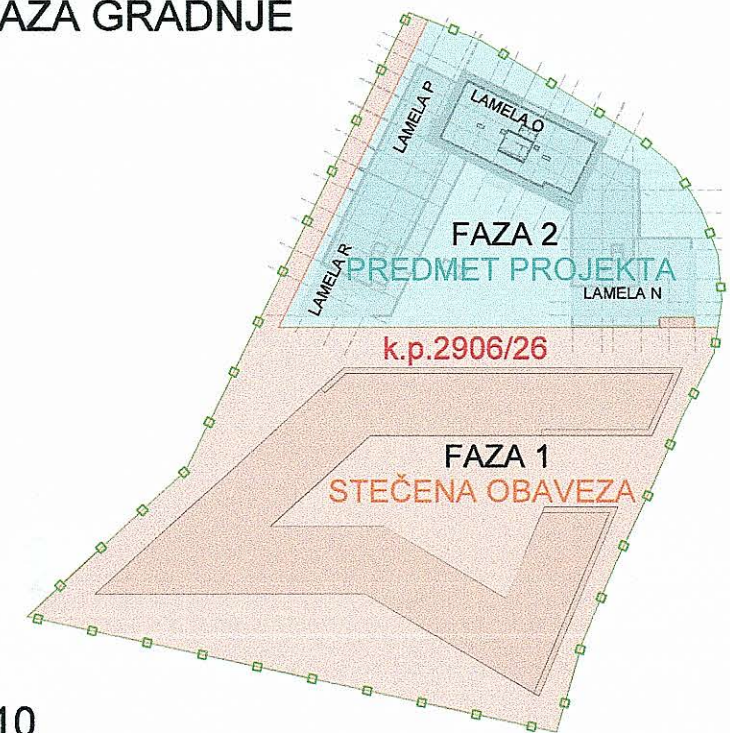 AZA GRADNJE
LAMELA P
LAMELA O
FAZA 2
PREDMET PROJEKTA
LAMELA R
LAMELA N
k.p.2906/26
FAZA 1
STEČENA OBAVEZA
10